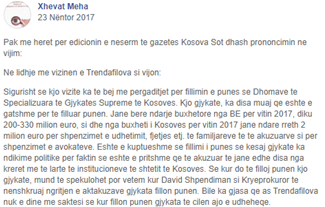 Xhevat Meha
23 Nëntor 2017
Pak me heret per edicionin e neserm te gazetes Kosova Sot dhash prononcimin ne
vijim:
Ne lidhje me vizinen e Trendafilova si vijon:
Sigurisht se kjo vizite ka te bej me pergaditjet per fillimin e punes se Dhomave te
Specializuara te Gjykates Supreme te Kosoves. Kjo gjykate, ka disa muaj qe eshte e
gatshme per te filluar punen. Jane bere ndarje buxhetore nga BE per vitin 2017, diku
200-330 milion euro, si dhe nga buxheti i Kosoves per vitin 2017 jane ndare rreth 2
milion euro per shpenzimet e udhetimit, fjetjes etj. te familjareve te te akuzuarve si per
shpenzimet e avokateve. Eshte e kuptueshme se fillimi i punes se kesaj gjykate ka
ndikime politike per faktin se eshte e pritshme qe te akuzuar te jane edhe disa nga
kreret me te larte te institucioneve te shtetit te Kosoves. Se kur do te filloj punen kjo
gjykate, mund te spekulohet por vetem kur David Shpendiman si Kryeprokuror te
nenshkruaj ngritjen e aktakuzave gjykata fillon punen. Bile ka gjasa qe as Trendafilova
nuk e dine me saktesi se kur fillon punen gjykata te cilen ajo e udheheqe.